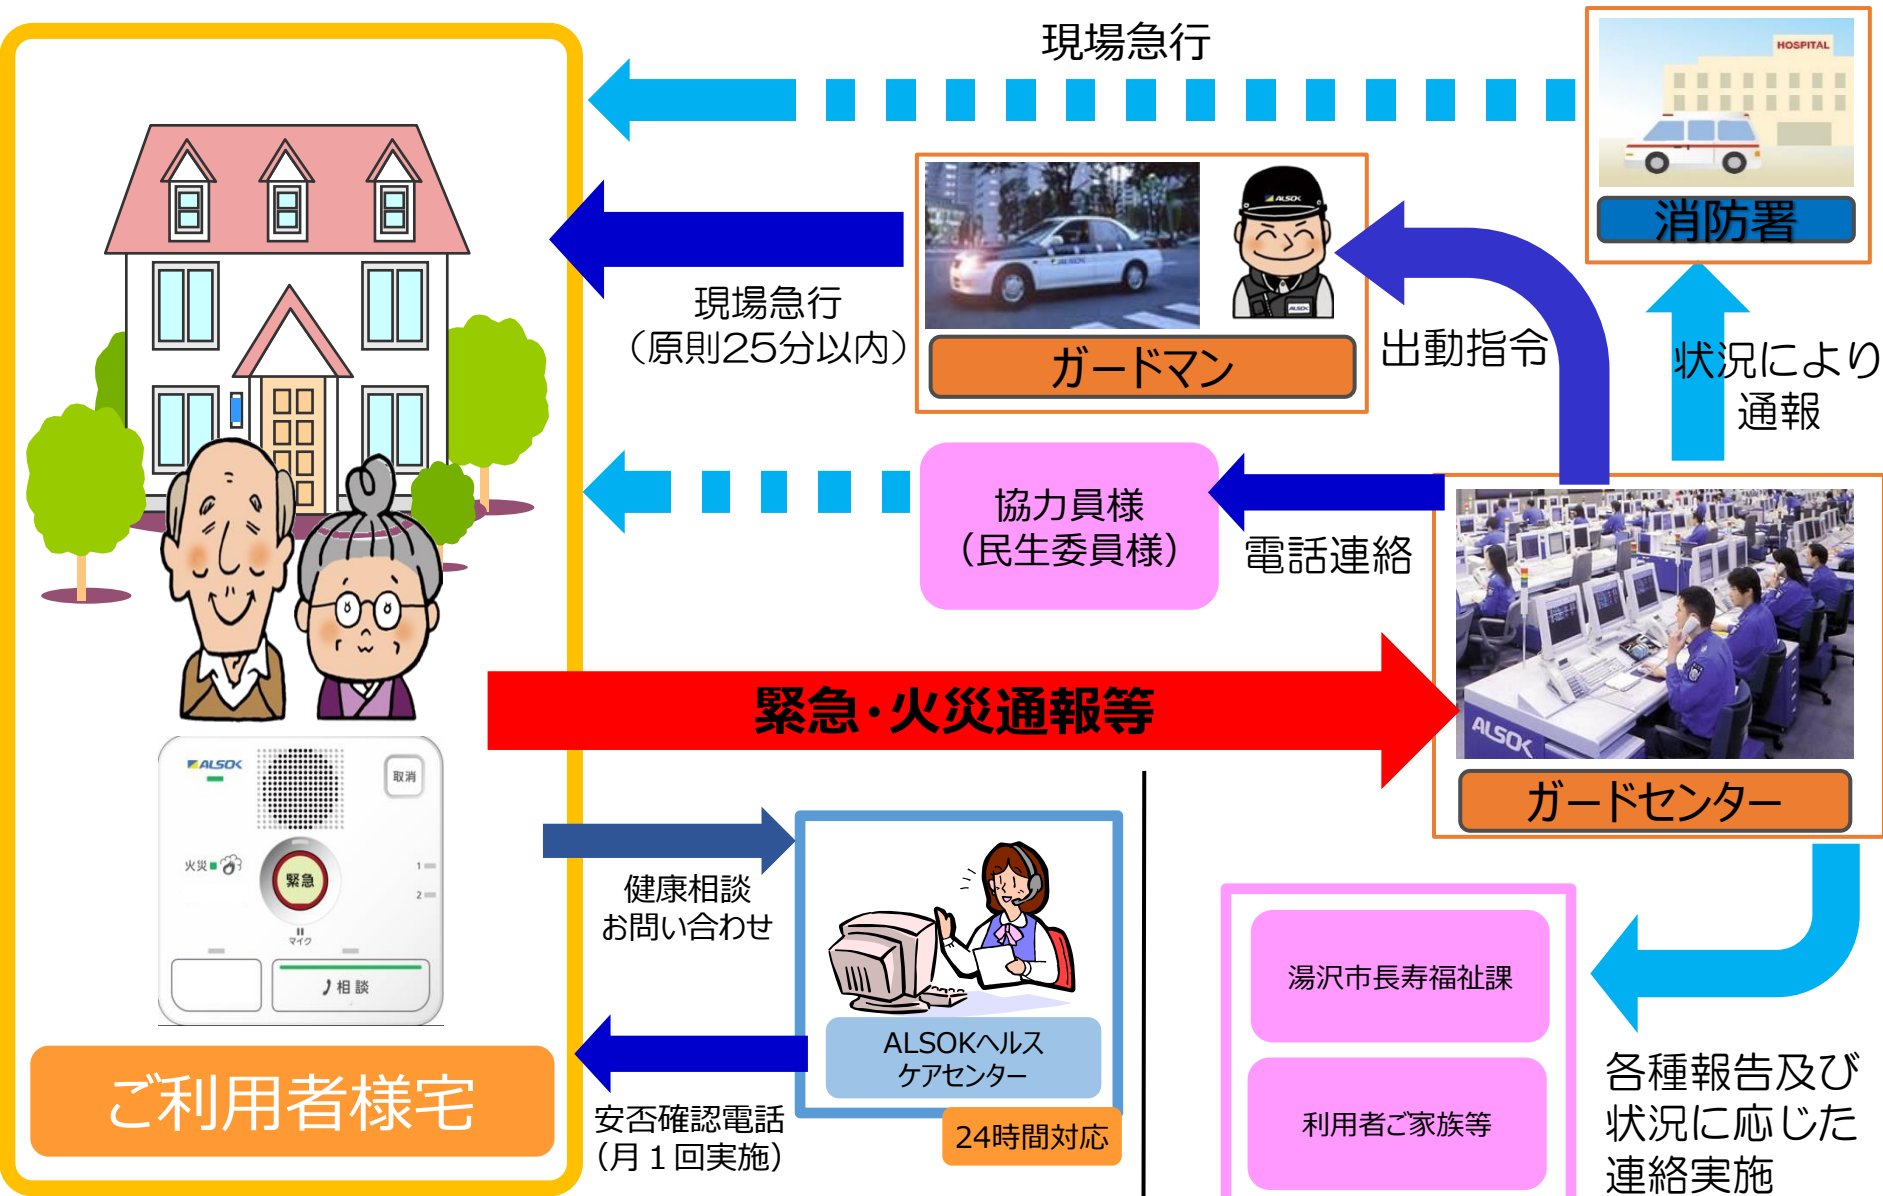 現場急行
HOSPITAL
消防署
ALSOK
ALSOK
ALSOK
ガードマン
現場急行
（原則25分以内）
出動指令
状況により
通報
協力員様
（民生委員様）
電話連絡
緊急・火災通報等
ALSOK
ガードセンター
ALSOK
取消
火災
緊急
1
2
マイク
相談
ご利用者様宅
健康相談
お問い合わせ
ALSOKヘルス
ケアセンター
24時間対応
安否確認電話
（月１回実施）
湯沢市長寿福祉課
利用者ご家族等
各種報告及び
状況に応じた
連絡実施